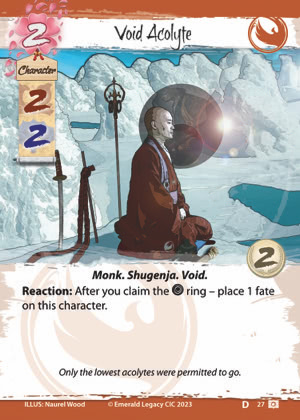 2
Void Acolyte
Character
2
2
2
Monk. Shugenja. Void.
Reaction: After you claim the ring – place 1 fate
on this character.
Only the lowest acolytes were permitted to go.
ILLUS: Naurel Wood © Emerald Legacy CIC 2023 D 27